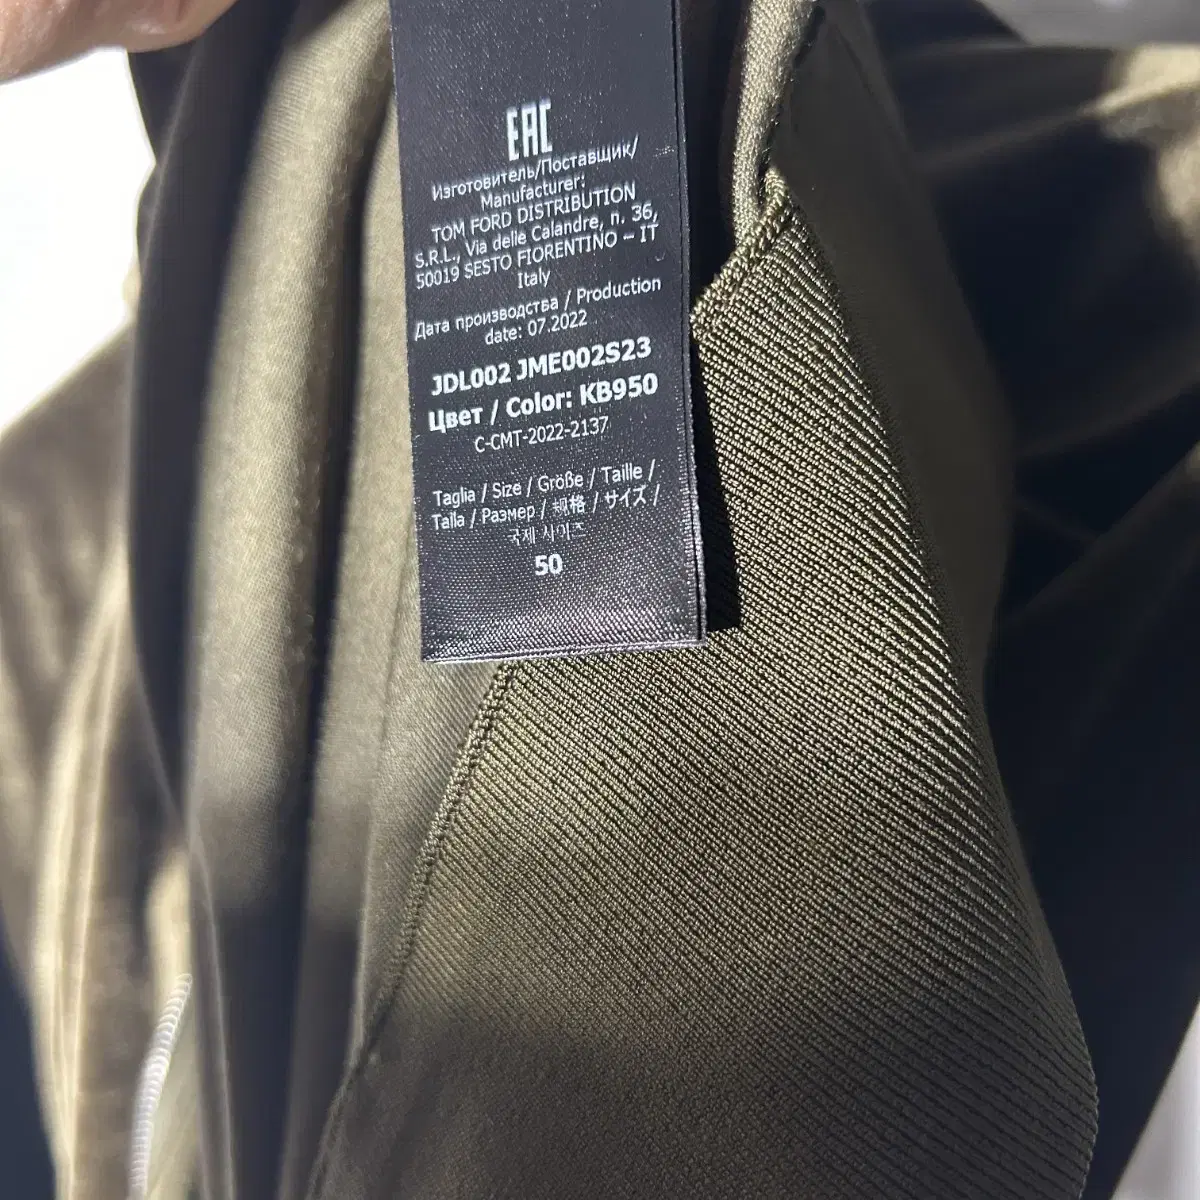 EAC
Изготовитель/Поставщик/
Manufacturer:
TOM FORD DISTRIBUTION
S.R.L., Via delle Calandre, n. 36,
50019 SESTO FIORENTINO – IT
Italy
Дата производства / Production
date: 07.2022
JDL002 JME002S23
Цвет / Color: KB950
C-CMT-2022-2137
Taglia / Size / Größe / Taille /
Talla / Размер / 规格 / サイズ /
국제 사이즈
50